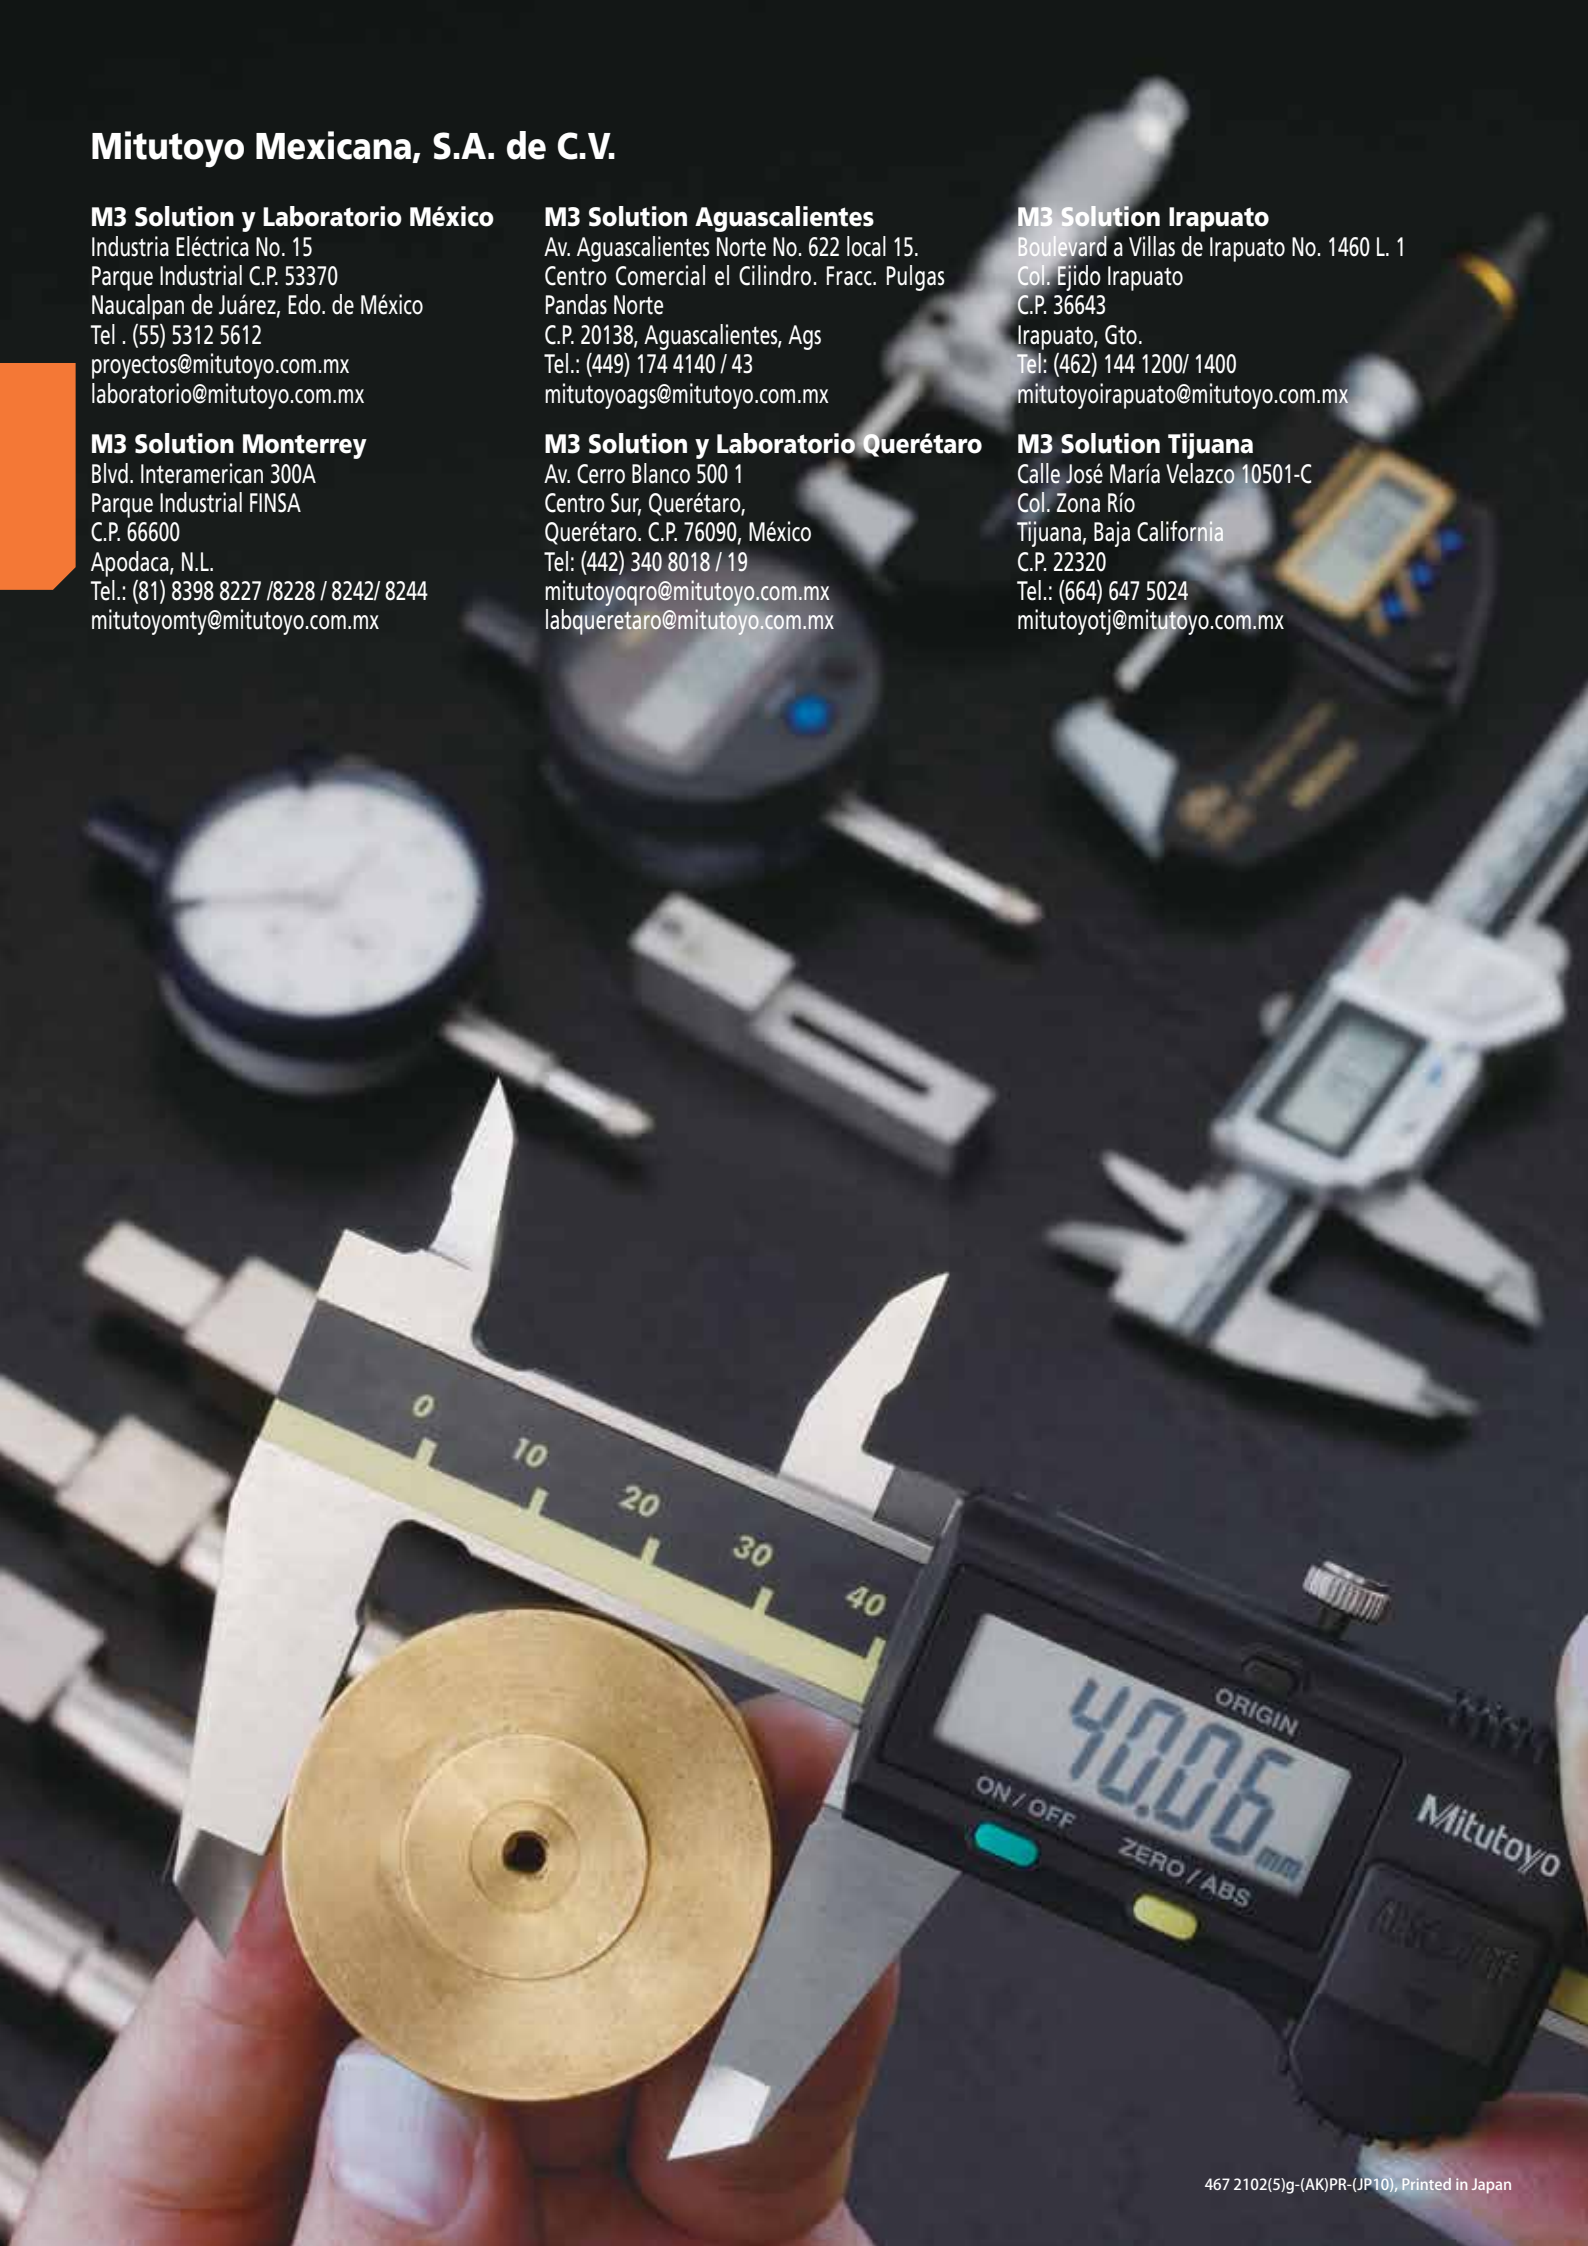 Mitutoyo Mexicana, S.A. de C.V.
M3 Solution y Laboratorio México
Industria Eléctrica No. 15
Parque Industrial C.P. 53370
Naucalpan de Juárez, Edo. de México
Tel . (55) 5312 5612
proyectos@mitutoyo.com.mx
laboratorio@mitutoyo.com.mx
M3 Solution Aguascalientes
Av. Aguascalientes Norte No. 622 local 15.
Centro Comercial el Cilindro. Fracc. Pulgas
Pandas Norte
C.P. 20138, Aguascalientes, Ags
Tel.: (449) 174 4140 / 43
mitutoyoags@mitutoyo.com.mx
M3 Solution Irapuato
Boulevard a Villas de Irapuato No. 1460 L. 1
Col. Ejido Irapuato
C.P. 36643
Irapuato, Gto.
Tel: (462) 144 1200/ 1400
mitutoyoirapuato@mitutoyo.com.mx
M3 Solution Monterrey
Blvd. Interamerican 300A
Parque Industrial FINSA
C.P. 66600
Apodaca, N.L.
Tel.: (81) 8398 8227 /8228 / 8242/ 8244
mitutoyomty@mitutoyo.com.mx
M3 Solution y Laboratorio Querétaro
Av. Cerro Blanco 500 1
Centro Sur, Querétaro,
Querétaro. C.P. 76090, México
Tel: (442) 340 8018 / 19
mitutoyoqro@mitutoyo.com.mx
labqueretaro@mitutoyo.com.mx
M3 Solution Tijuana
Calle José María Velazco 10501-C
Col. Zona Río
Tijuana, Baja California
C.P. 22320
Tel.: (664) 647 5024
mitutoyotj@mitutoyo.com.mx
0
10
20
30
40
ORIGIN
40.06 mm
ON / OFF
ZERO / ABS
Mitutoyo
467 2102(5)g-(AK)PR-(JP10), Printed in Japan